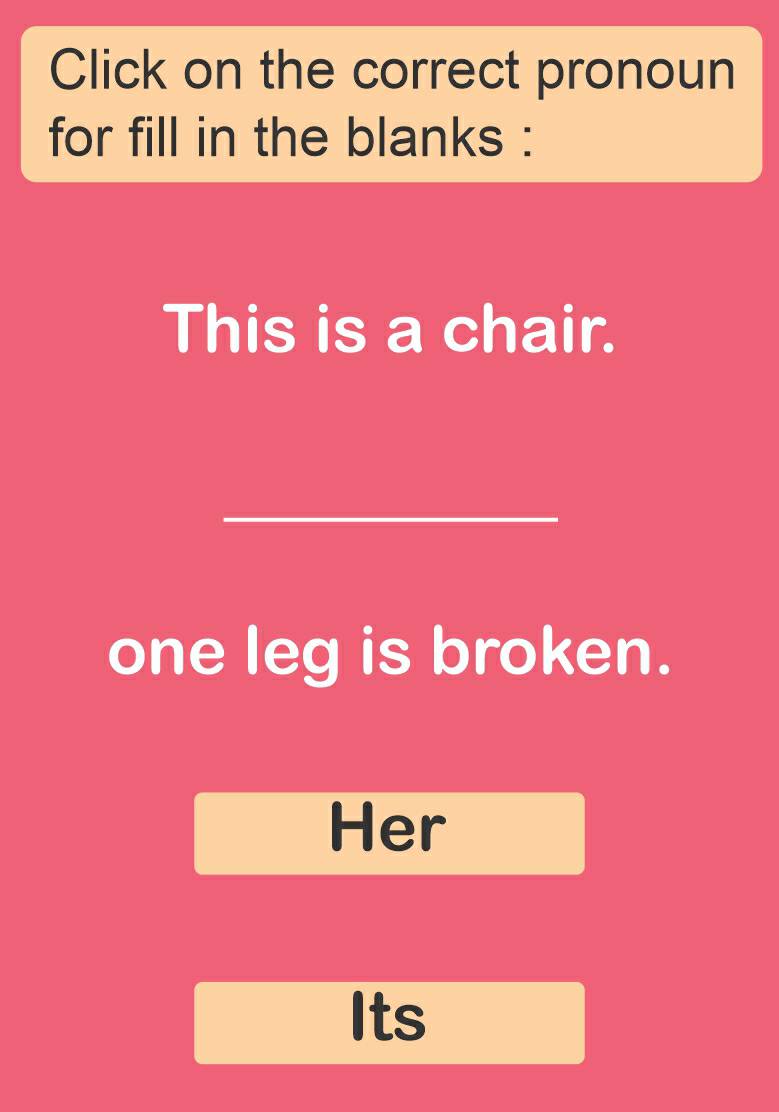 Click on the correct pronoun
for fill in the blanks :
This is a chair.
one leg is broken.
Her
Its